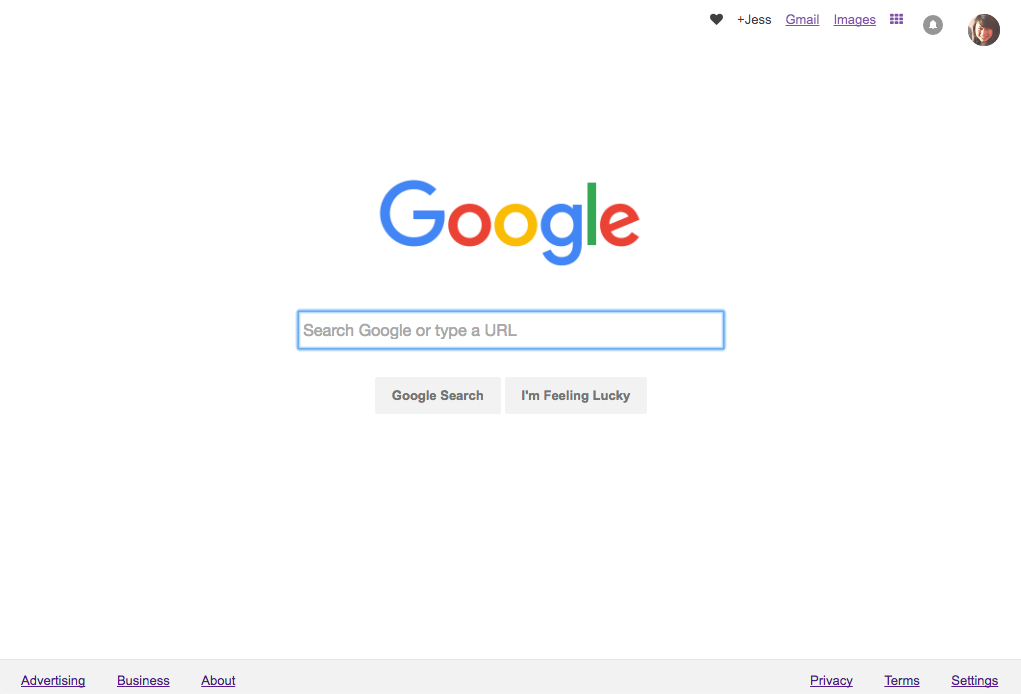 +Jess Gmail Images
Google
Search Google or type a URL
Google Search I'm Feeling Lucky
Advertising Business About Privacy Terms Settings